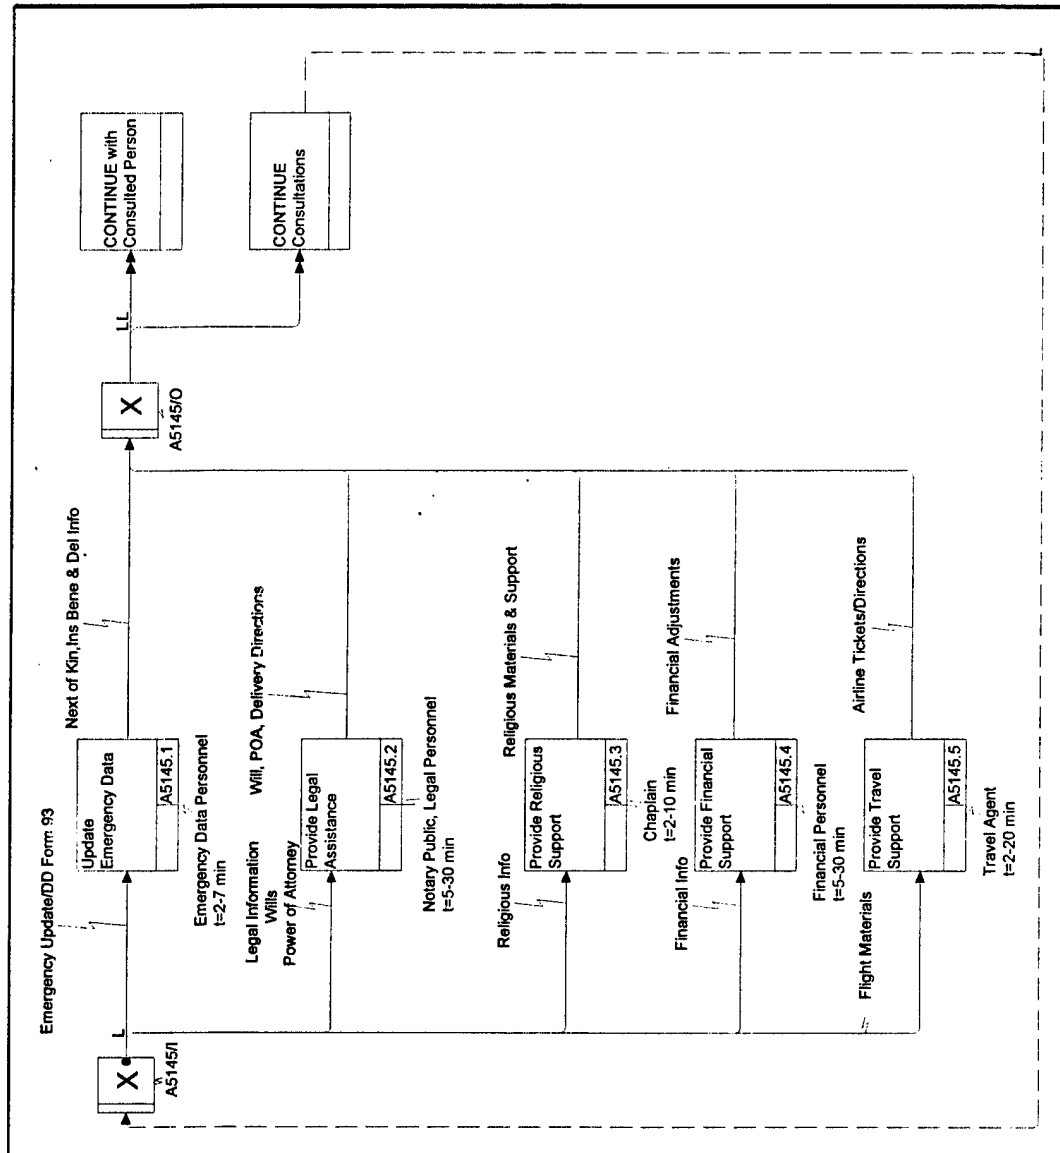 Emergency Update/DD Form 93
L
X
A5145/I
Update
Emergency Data
A5145.1
Emergency Data Personnel
t=2-7 min
Next of Kin,Ins Bene & Del Info
Legal Information
Wills
Power of Attorney
Provide Legal
Assistance
A5145.2
Notary Public, Legal Personnel
t=5-30 min
Will, POA, Delivery Directions
Religious Info
Provide Religious
Support
A5145.3
Chaplain
t=2-10 min
Religious Materials & Support
Financial Info
Provide Financial
Support
A5145.4
Financial Personnel
t=5-30 min
Financial Adjustments
Flight Materials
Provide Travel
Support
A5145.5
Travel Agent
t=2-20 min
Airline Tickets/Directions
X
A5145/O
LL
CONTINUE with
Consulted Person
CONTINUE
Consultations